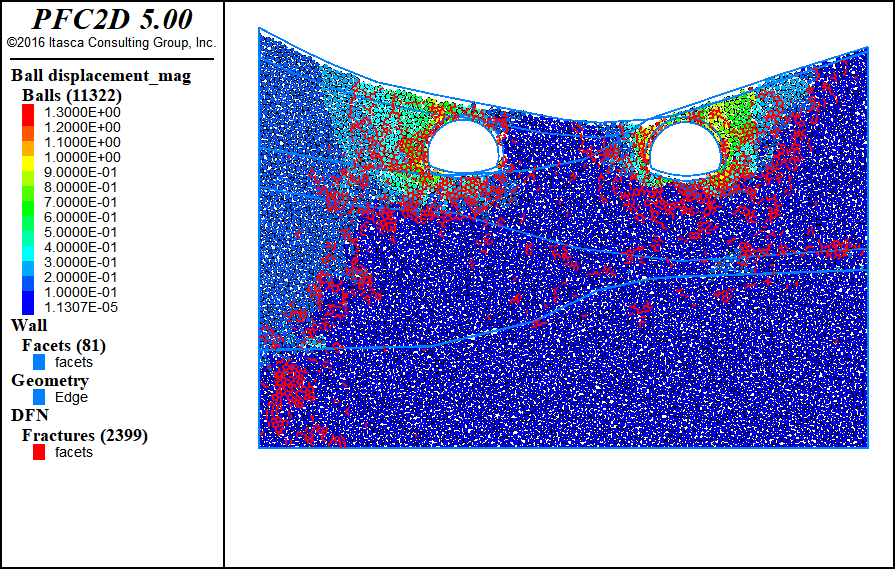 PFC2D 5.00
©2016 Itasca Consulting Group, Inc.
Ball displacement_mag
Balls (11322)
1.3000E+00
1.2000E+00
1.1000E+00
1.0000E+00
9.0000E-01
8.0000E-01
7.0000E-01
6.0000E-01
5.0000E-01
4.0000E-01
3.0000E-01
2.0000E-01
1.0000E-01
1.1307E-05
Wall
Facets (81)
facets
Geometry
Edge
DFN
Fractures (2399)
facets